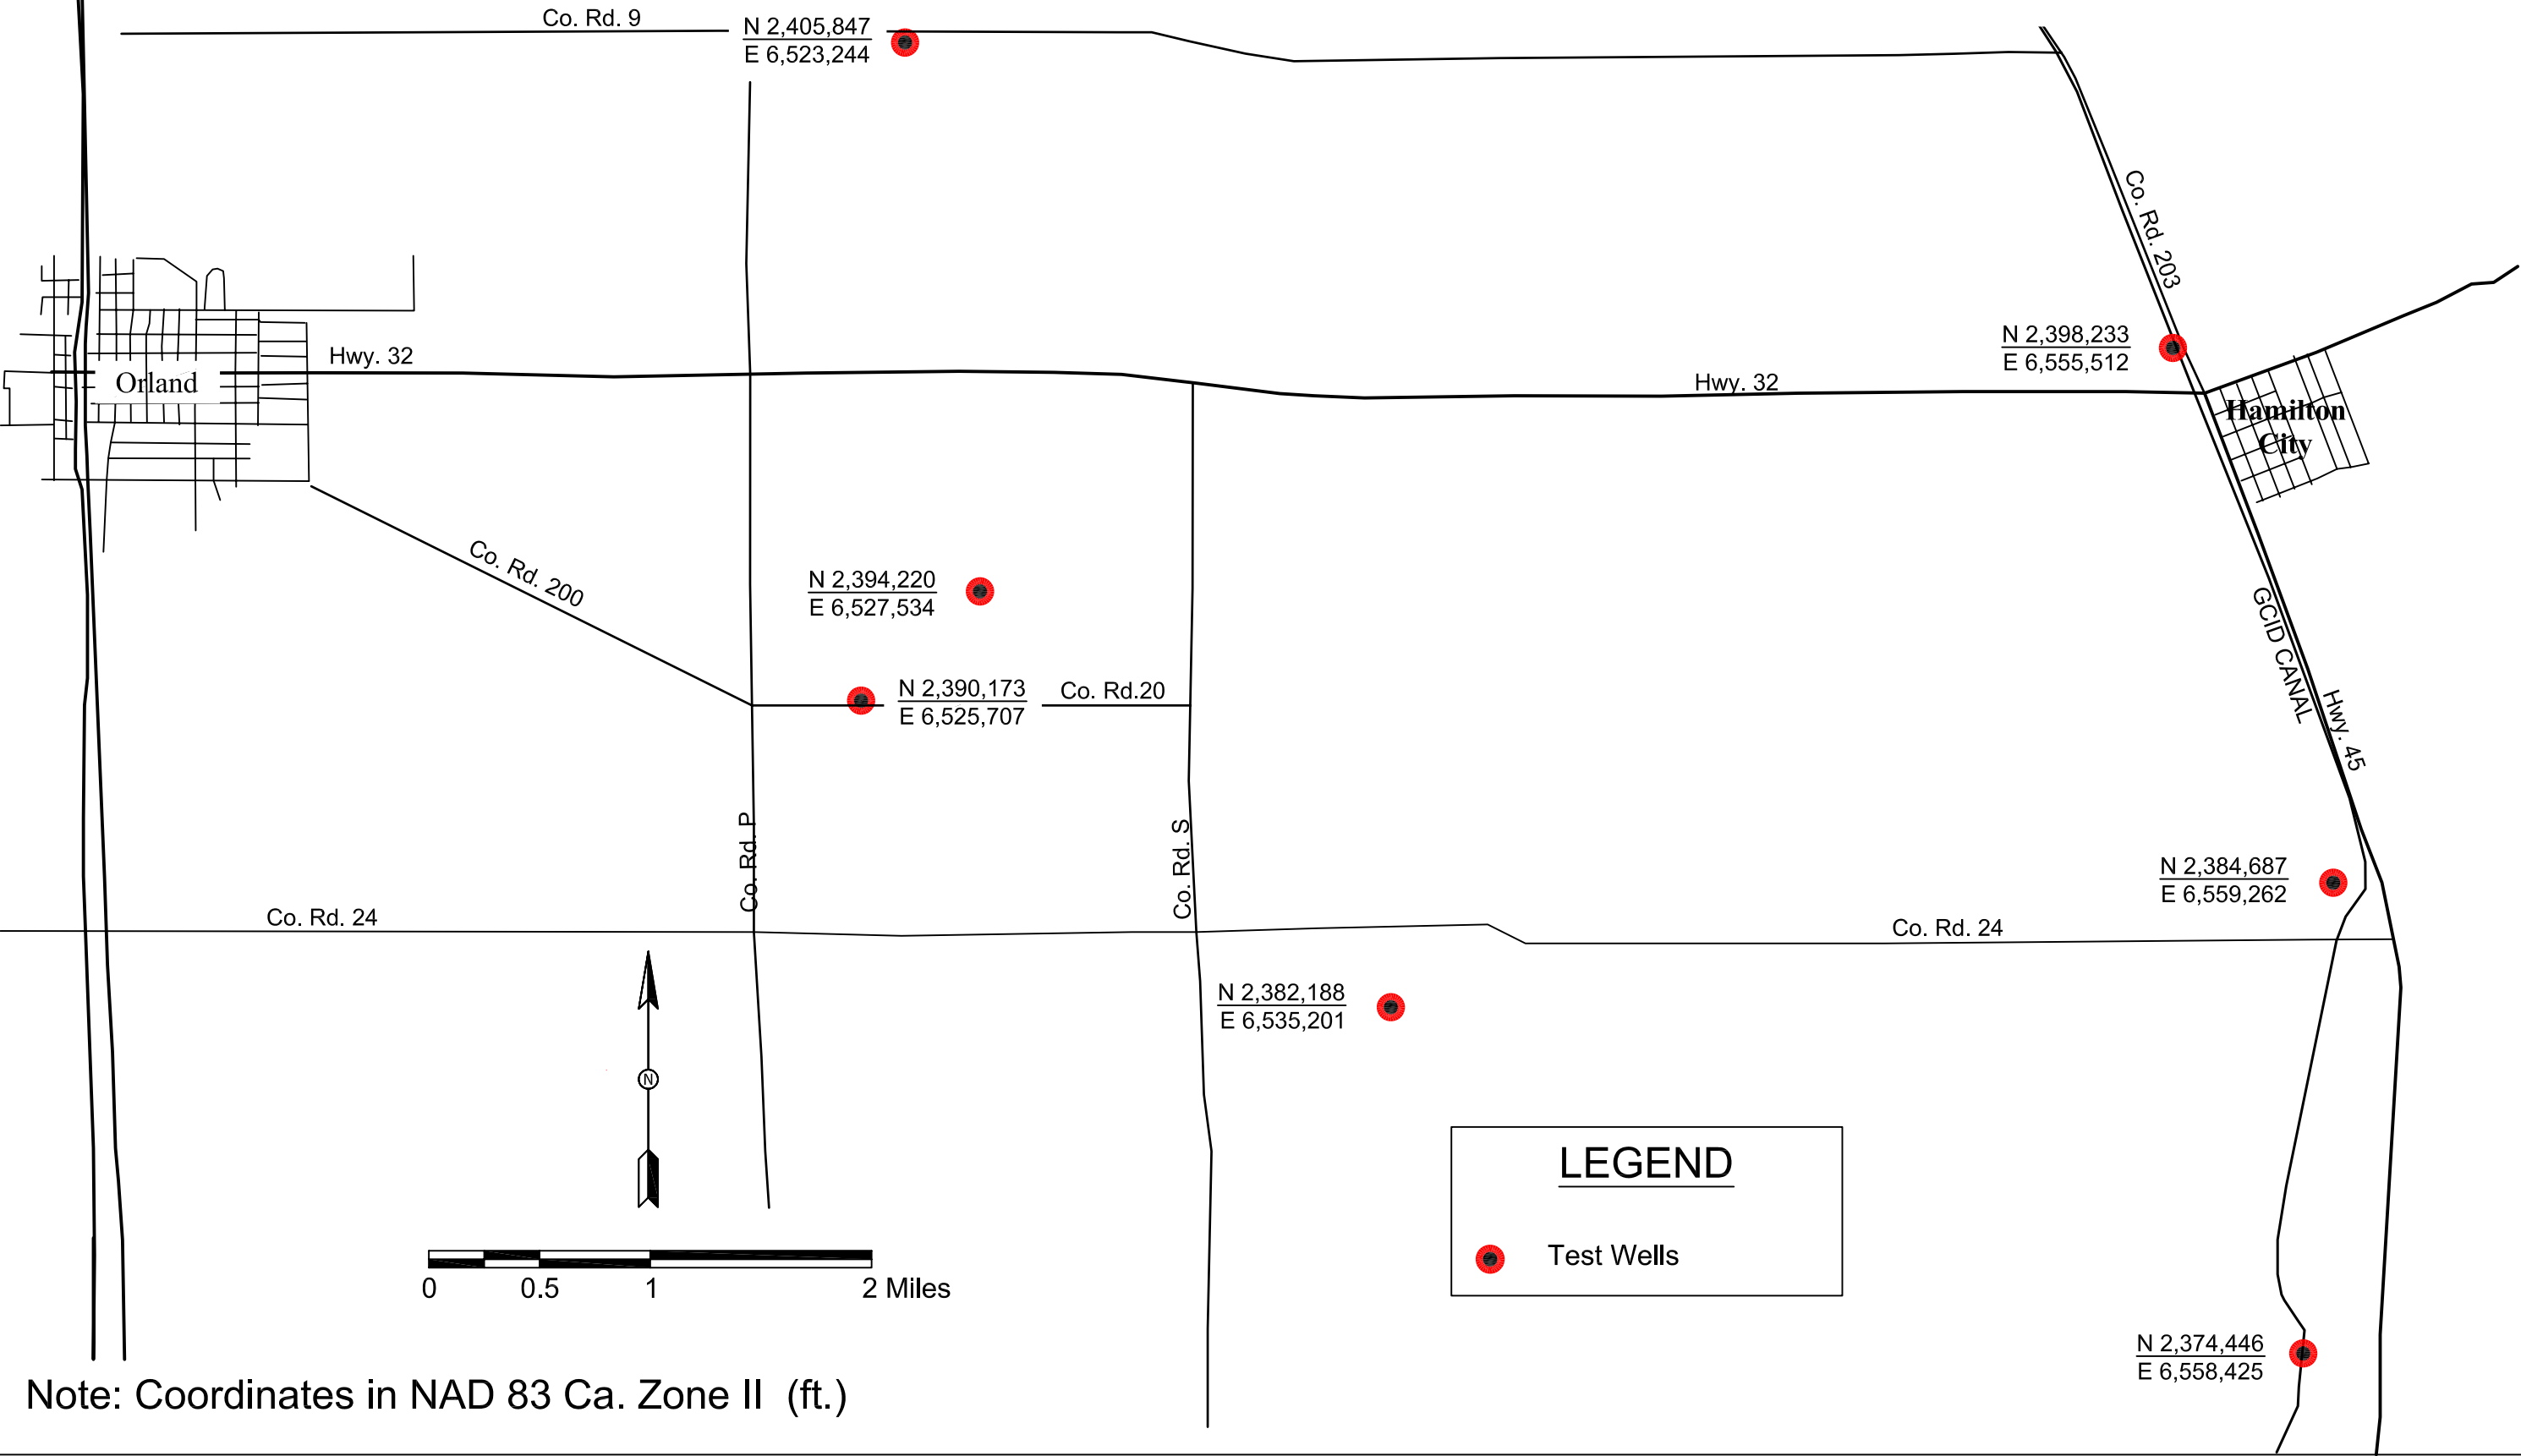 Co. Rd. 9
N 2,405,847
E 6,523,244
Co. Rd. 203
N 2,398,233
E 6,555,512
Hwy. 32
Orland
Hwy. 32
Hamilton
City
Co. Rd. 200
N 2,394,220
E 6,527,534
GCID CANAL
N 2,390,173
E 6,525,707
Co. Rd.20
Hwy. 45
Co. Rd. P
Co. Rd. S
N 2,384,687
E 6,559,262
Co. Rd. 24
Co. Rd. 24
N 2,382,188
E 6,535,201
N
LEGEND
Test Wells
0 0.5 1 2 Miles
N 2,374,446
E 6,558,425
Note: Coordinates in NAD 83 Ca. Zone II (ft.)